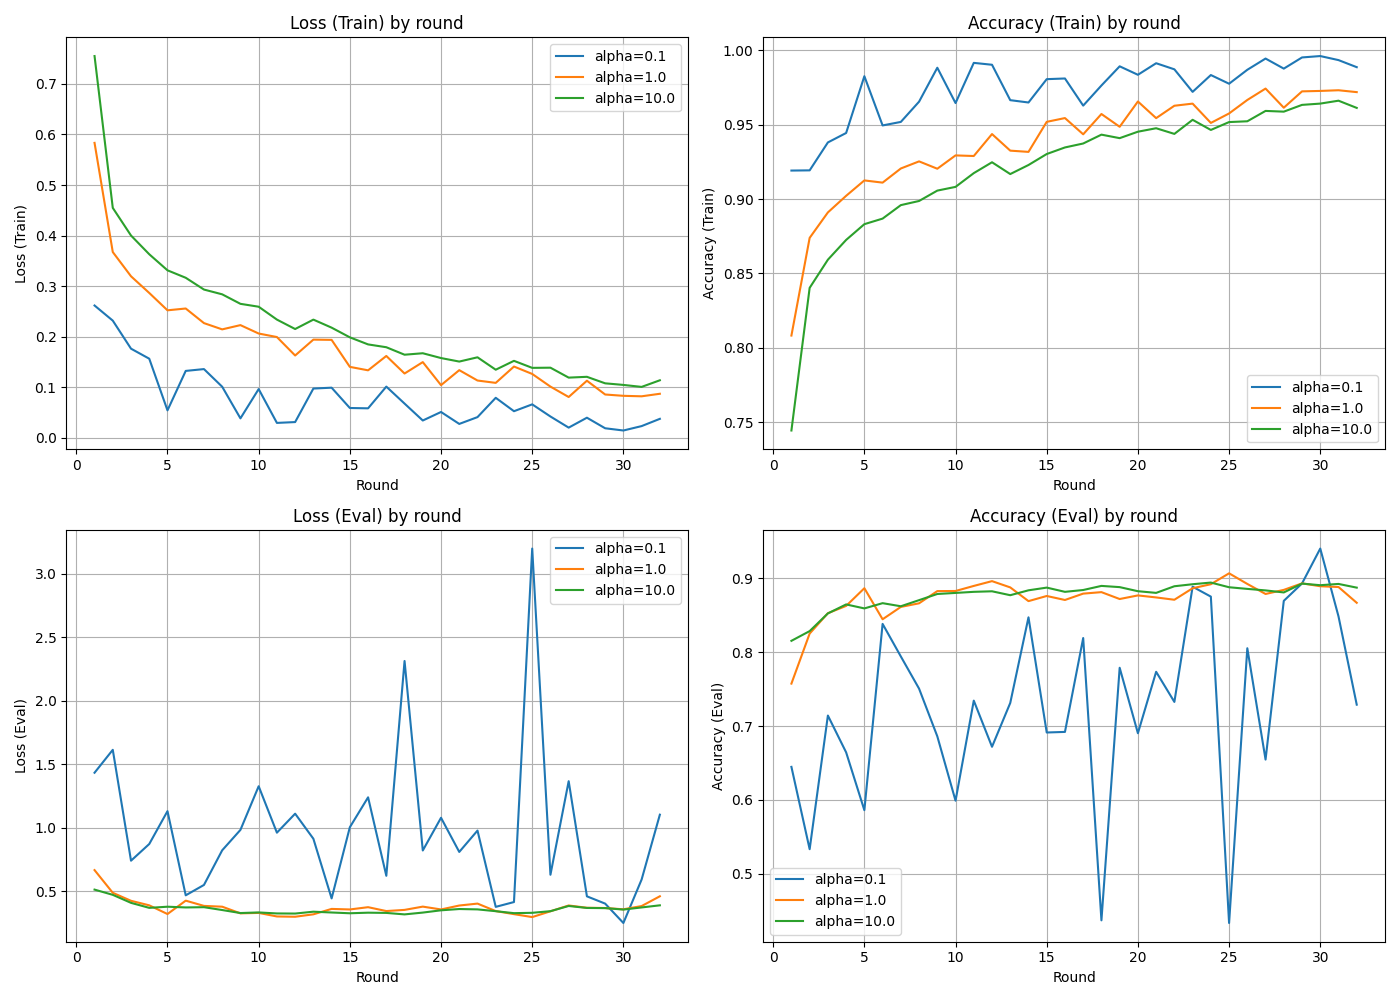 Loss (Train) by round
Loss (Train)
0.7
0.6
0.5
0.4
0.3
0.2
0.1
0.0
alpha=0.1
alpha=1.0
alpha=10.0
0 5 10 15 20 25 30
Round
Accuracy (Train) by round
Accuracy (Train)
1.00
0.95
0.90
0.85
0.80
0.75
alpha=0.1
alpha=1.0
alpha=10.0
0 5 10 15 20 25 30
Round
Loss (Eval) by round
Loss (Eval)
3.0
2.5
2.0
1.5
1.0
0.5
alpha=0.1
alpha=1.0
alpha=10.0
0 5 10 15 20 25 30
Round
Accuracy (Eval) by round
Accuracy (Eval)
0.9
0.8
0.7
0.6
0.5
alpha=0.1
alpha=1.0
alpha=10.0
0 5 10 15 20 25 30
Round